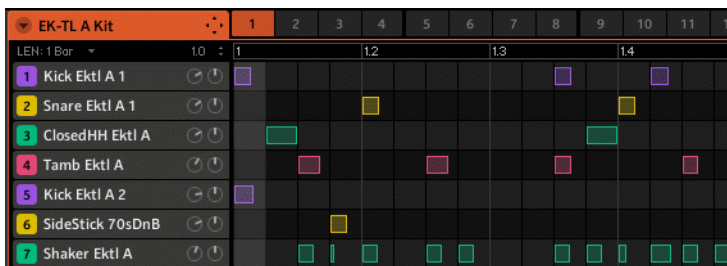 EK-TL A Kit 1 2 3 4 5 6 7 8 9 10 11
LEN: 1 Bar 1.0 1 1.2 1.3 1.4
1 Kick Ektl A 1
2 Snare Ektl A 1
3 ClosedHH Ektl A
4 Tamb Ektl A
5 Kick Ektl A 2
6 SideStick 70sDnB
7 Shaker Ektl A